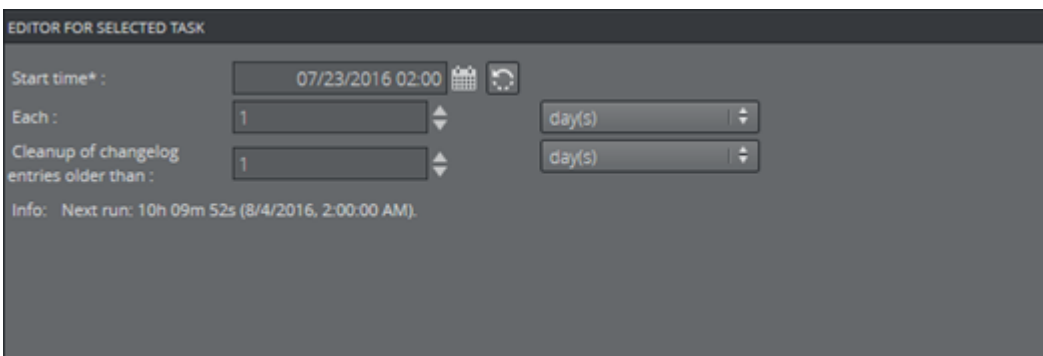 EDITOR FOR SELECTED TASK
Start time* : 07/23/2016 02:00
Each : 1 day(s)
Cleanup of changelog
entries older than : 1 day(s)
Info: Next run: 10h 09m 52s (8/4/2016, 2:00:00 AM).